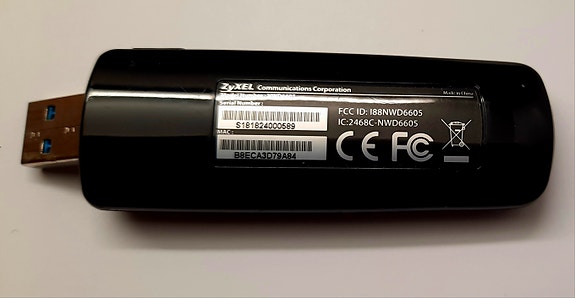 ZyXEL Communications Corporation
Made in China
Serial Number:
S181824000589
MAC:
B8ECA3D79A84
FCC ID: I88NWD6605
IC:2468C-NWD6605
CE FC